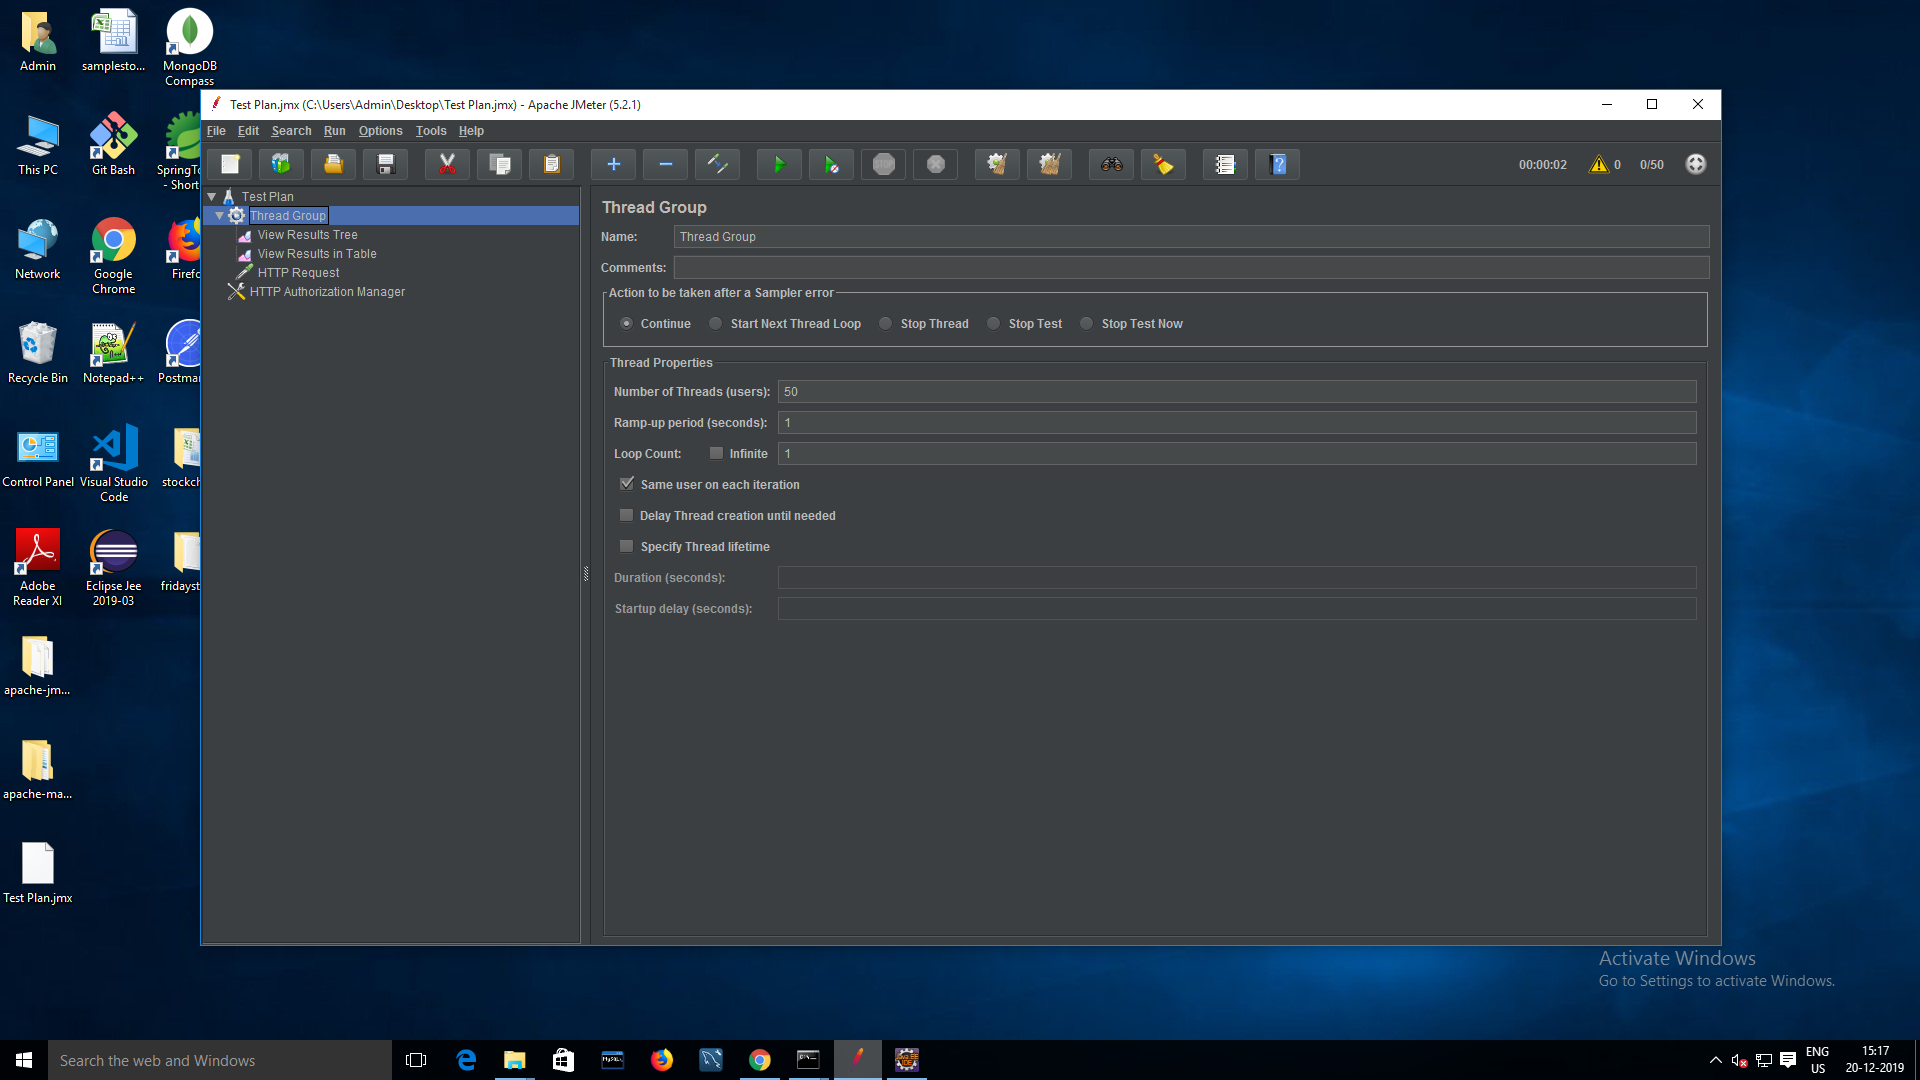 Admin
samplesto...
MongoDB
Compass
This PC
Git Bash
SpringTo
- Short
Network
Google
Chrome
Firefo
Recycle Bin
Notepad++
Postman
Control Panel
Visual Studio
Code
stockch
Adobe
Reader XI
Eclipse Jee
2019-03
fridayst
apache-jm...
apache-ma...
Test Plan.jmx
Test Plan.jmx (C:\Users\Admin\Desktop\Test Plan.jmx) - Apache JMeter (5.2.1)
File Edit Search Run Options Tools Help
STOP
00:00:02 0 0/50
Test Plan
Thread Group
View Results Tree
View Results in Table
HTTP Request
HTTP Authorization Manager
Thread Group
Name: Thread Group
Comments:
Action to be taken after a Sampler error
Continue Start Next Thread Loop Stop Thread Stop Test Stop Test Now
Thread Properties
Number of Threads (users): 50
Ramp-up period (seconds): 1
Loop Count: Infinite 1
Same user on each iteration
Delay Thread creation until needed
Specify Thread lifetime
Duration (seconds):
Startup delay (seconds):
Activate Windows
Go to Settings to activate Windows.
Search the web and Windows
ENG
US
15:17
20-12-2019